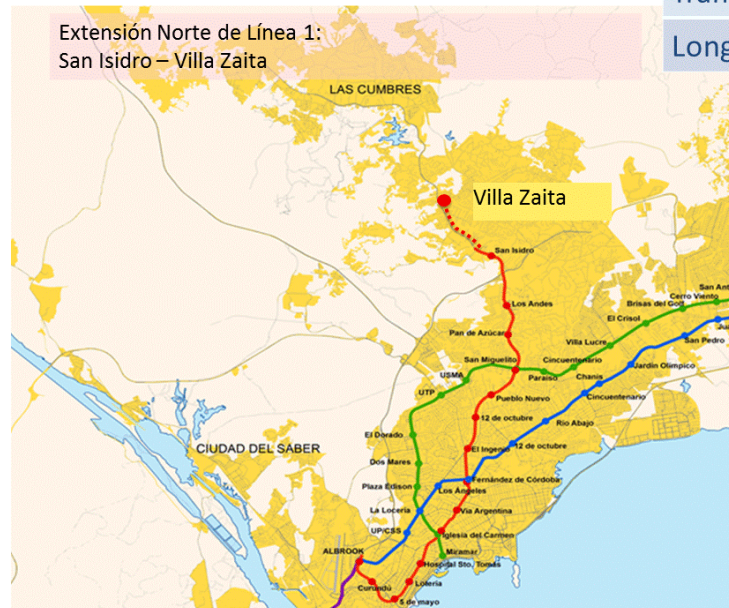 Extensión Norte de Línea 1:
San Isidro – Villa Zaita
Long
LAS CUMBRES
Villa Zaita
San Isidro
San Ant
Cerro Viento
Brisas del Golf
Los Andes
El Crisol
Pan de Azúcar
Villa Lucre
San Pedro
San Miguelito
Cincuentenario
Jardín Olímpico
USMA
Paraíso
Chanis
UTP
Pueblo Nuevo
Cincuentenario
12 de octubre
Río Abajo
El Dorado
CIUDAD DEL SABER
El Ingenio
12 de octubre
Dos Mares
Fernández de Córdoba
Plaza Edison
Los Angeles
La Locería
Vía Argentina
UP/CSS
Iglesia del Carmen
ALBROOK
Miramar
Hospital Sto. Tomás
Curundú
Lotería
5 de mayo